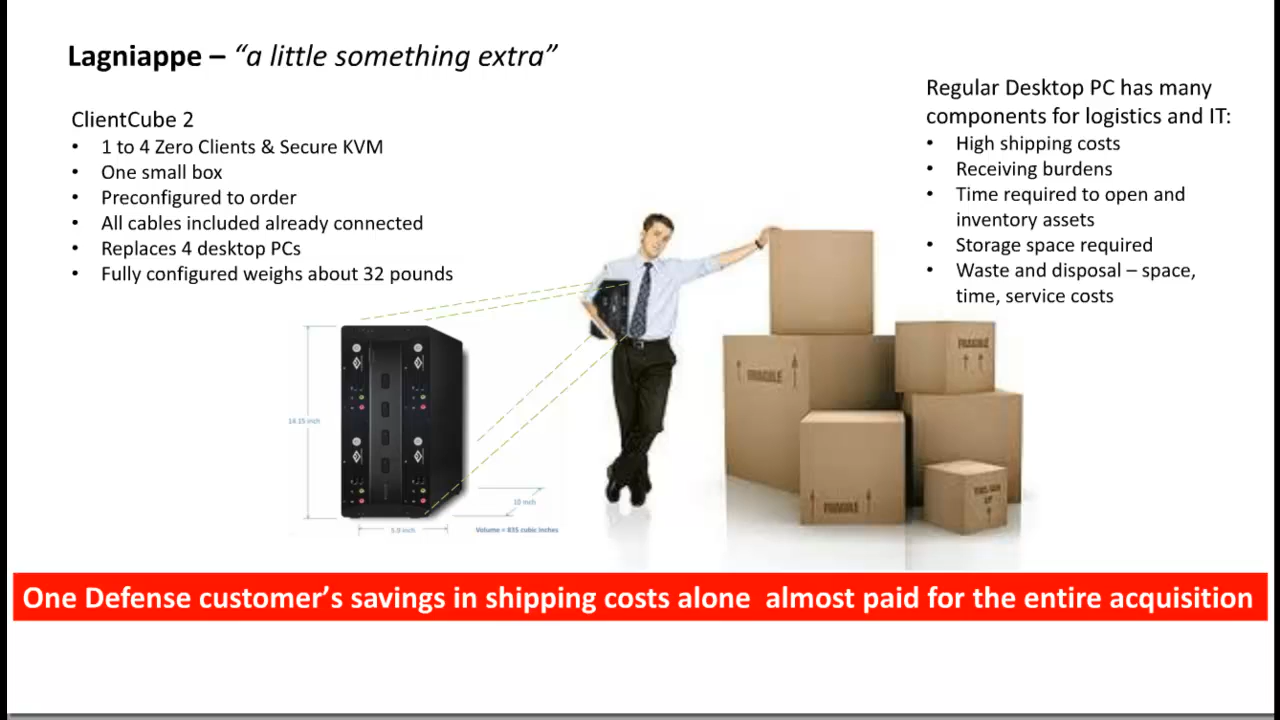 Lagniappe – “a little something extra”
ClientCube 2
• 1 to 4 Zero Clients & Secure KVM
• One small box
• Preconfigured to order
• All cables included already connected
• Replaces 4 desktop PCs
• Fully configured weighs about 32 pounds
Regular Desktop PC has many
components for logistics and IT:
• High shipping costs
• Receiving burdens
• Time required to open and
inventory assets
• Storage space required
• Waste and disposal – space,
time, service costs
14.15 inch
10 inch
Volume = 835 cubic inches
FRAGILE
FRAGILE
FRAGILE
One Defense customer’s savings in shipping costs alone almost paid for the entire acquisition